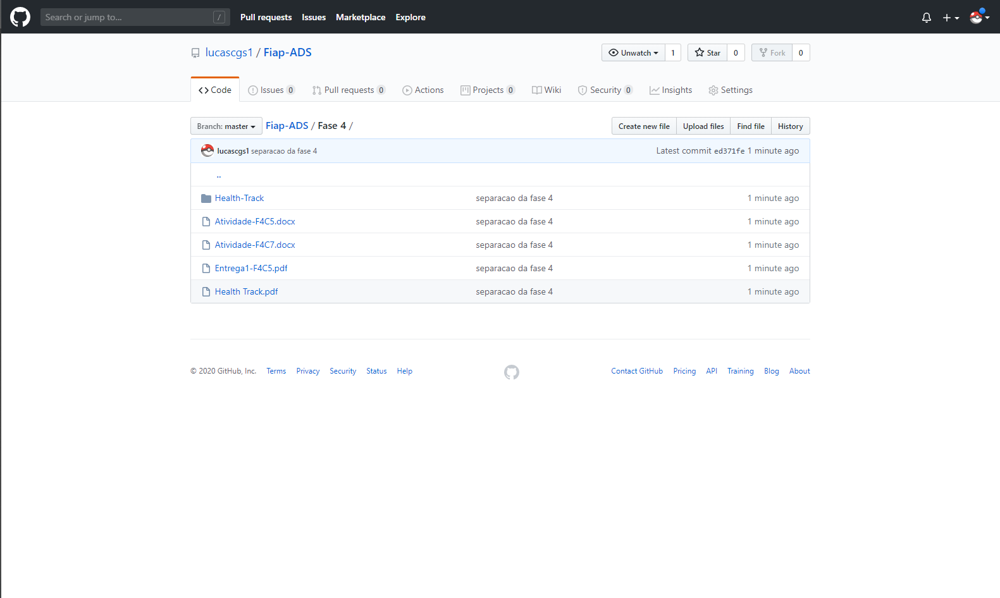 Search or jump to... / Pull requests Issues Marketplace Explore
lucascgs1 / Fiap-ADS Unwatch 1 Star 0 Fork 0
Code Issues 0 Pull requests 0 Actions Projects 0 Wiki Security 0 Insights Settings
Branch: master Fiap-ADS / Fase 4 / Create new file Upload files Find file History
lucascgs1 separacao da fase 4 Latest commit ed371fe 1 minute ago
..
Health-Track separacao da fase 4 1 minute ago
Atividade-F4C5.docx separacao da fase 4 1 minute ago
Atividade-F4C7.docx separacao da fase 4 1 minute ago
Entrega1-F4C5.pdf separacao da fase 4 1 minute ago
Health Track.pdf separacao da fase 4 1 minute ago
© 2020 GitHub, Inc. Terms Privacy Security Status Help Contact GitHub Pricing API Training Blog About